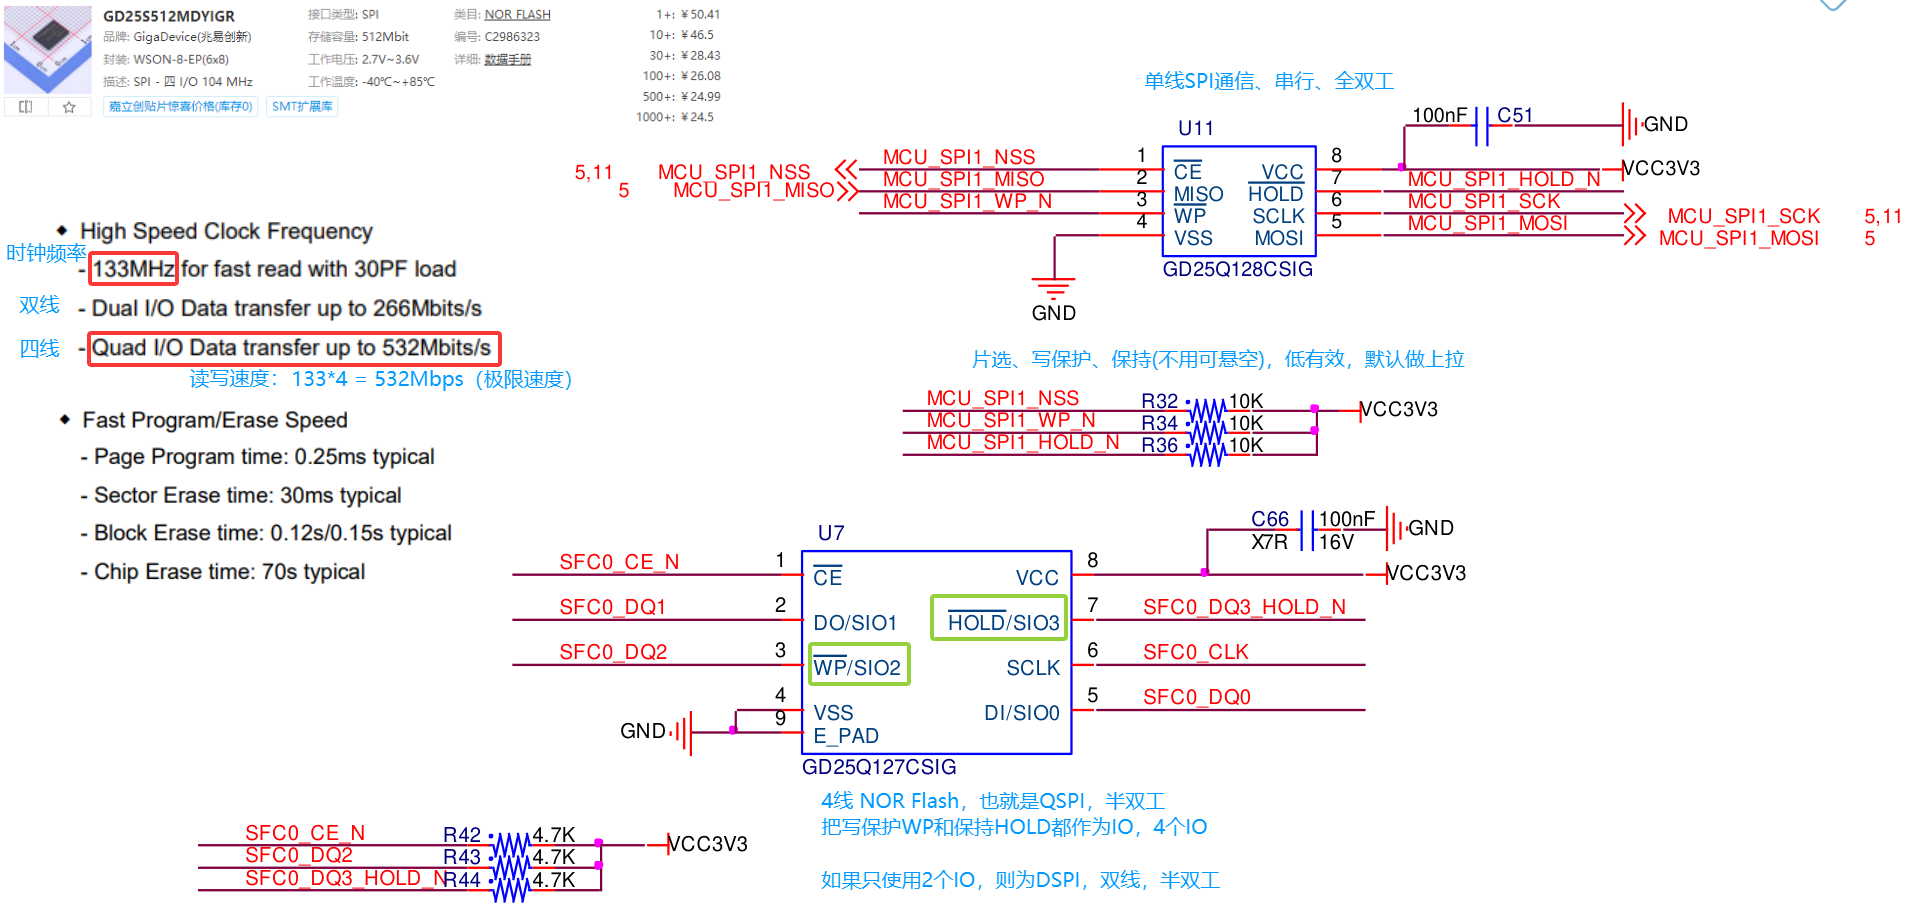 GD25S512MDYIGR
品牌: GigaDevice(兆易创新)
封装: WSON-8-EP(6x8)
描述: SPI - 四 I/O 104 MHz
嘉立创贴片惊喜价格(库存0)
SMT扩展库
接口类型: SPI
存储容量: 512Mbit
工作电压: 2.7V~3.6V
工作温度: -40℃~+85℃
类目: NOR FLASH
编号: C2986323
详细: 数据手册
1+: ￥50.41
10+: ￥46.5
30+: ￥28.43
100+: ￥26.08
500+: ￥24.99
1000+: ￥24.5
High Speed Clock Frequency
时钟频率
- 133MHz for fast read with 30PF load
双线
- Dual I/O Data transfer up to 266Mbits/s
四线
- Quad I/O Data transfer up to 532Mbits/s
读写速度：133*4 = 532Mbps（极限速度）
Fast Program/Erase Speed
- Page Program time: 0.25ms typical
- Sector Erase time: 30ms typical
- Block Erase time: 0.12s/0.15s typical
- Chip Erase time: 70s typical
单线SPI通信、串行、全双工
100nF C51 GND
U11
5,11 MCU_SPI1_NSS MCU_SPI1_NSS 1 CE VCC 8 VCC3V3
5 MCU_SPI1_MISO MCU_SPI1_MISO 2 MISO HOLD 7 MCU_SPI1_HOLD_N
MCU_SPI1_WP_N 3 WP SCLK 6 MCU_SPI1_SCK MCU_SPI1_SCK 5,11
4 VSS MOSI 5 MCU_SPI1_MOSI MCU_SPI1_MOSI 5
GD25Q128CSIG
GND
片选、写保护、保持(不用可悬空)，低有效，默认做上拉
MCU_SPI1_NSS R32 10K VCC3V3
MCU_SPI1_WP_N R34 10K
MCU_SPI1_HOLD_N R36 10K
C66 100nF GND
X7R 16V
U7
SFC0_CE_N 1 CE VCC 8 VCC3V3
SFC0_DQ1 2 DO/SIO1 HOLD/SIO3 7 SFC0_DQ3_HOLD_N
SFC0_DQ2 3 WP/SIO2 SCLK 6 SFC0_CLK
4 VSS DI/SIO0 5 SFC0_DQ0
GND 9 E_PAD
GD25Q127CSIG
4线 NOR Flash，也就是QSPI，半双工
把写保护WP和保持HOLD都作为IO，4个IO
如果只使用2个IO，则为DSPI，双线，半双工
SFC0_CE_N R42 4.7K VCC3V3
SFC0_DQ2 R43 4.7K
SFC0_DQ3_HOLD_N R44 4.7K